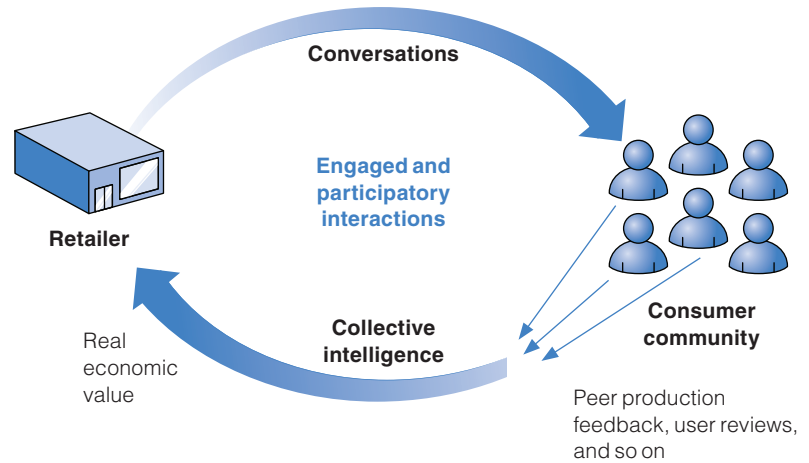 Conversations
Engaged and
participatory
interactions
Retailer
Consumer
community
Collective
intelligence
Real
economic
value
Peer production
feedback, user reviews,
and so on